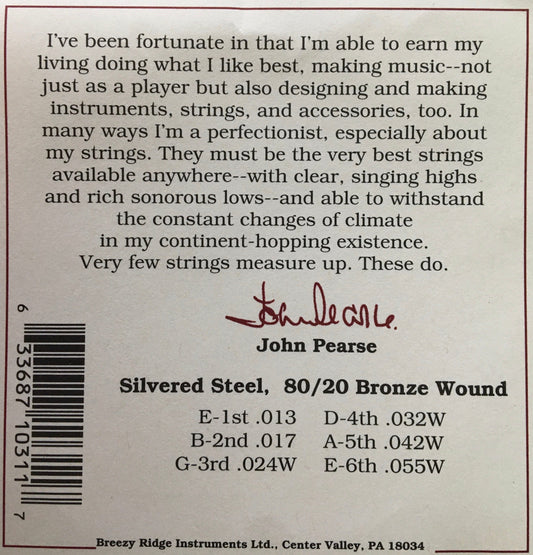 I've been fortunate in that I'm able to earn my
living doing what I like best, making music--not
just as a player but also designing and making
instruments, strings, and accessories, too. In
many ways I'm a perfectionist, especially about
my strings. They must be the very best strings
available anywhere--with clear, singing highs
and rich sonorous lows--and able to withstand
the constant changes of climate
in my continent-hopping existence.
Very few strings measure up. These do.
John Pearse.
John Pearse
Silvered Steel, 80/20 Bronze Wound
E-1st .013 D-4th .032W
B-2nd .017 A-5th .042W
G-3rd .024W E-6th .055W
6 33687 10311 7
Breezy Ridge Instruments Ltd., Center Valley, PA 18034